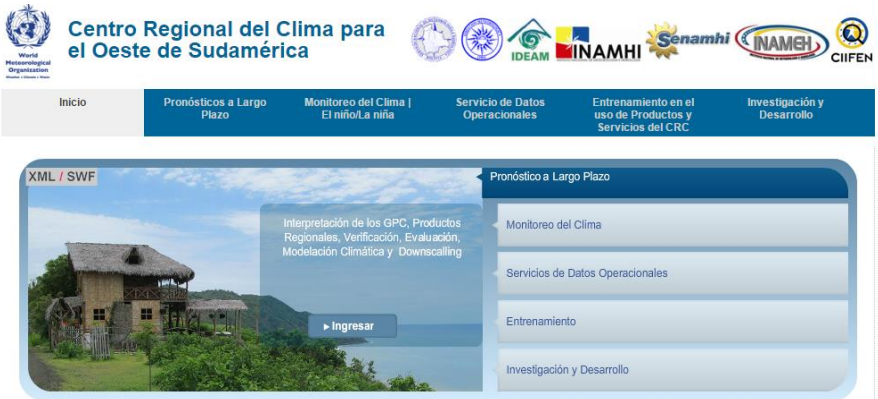 World
Meteorological
Organization
Centro Regional del Clima para
el Oeste de Sudamérica
IDEAM
INAMHI
Senamhi
INAMEH
CIIFEN
Inicio
Pronósticos a Largo
Plazo
Monitoreo del Clima |
El niño/La niña
Servicio de Datos
Operacionales
Entrenamiento en el
uso de Productos y
Servicios del CRC
Investigación y
Desarrollo
XML / SWF
Interpretación de los GPC, Productos
Regionales, Verificación, Evaluación,
Modelación Climática y Downscalling
Ingresar
Pronóstico a Largo Plazo
Monitoreo del Clima
Servicios de Datos Operacionales
Entrenamiento
Investigación y Desarrollo